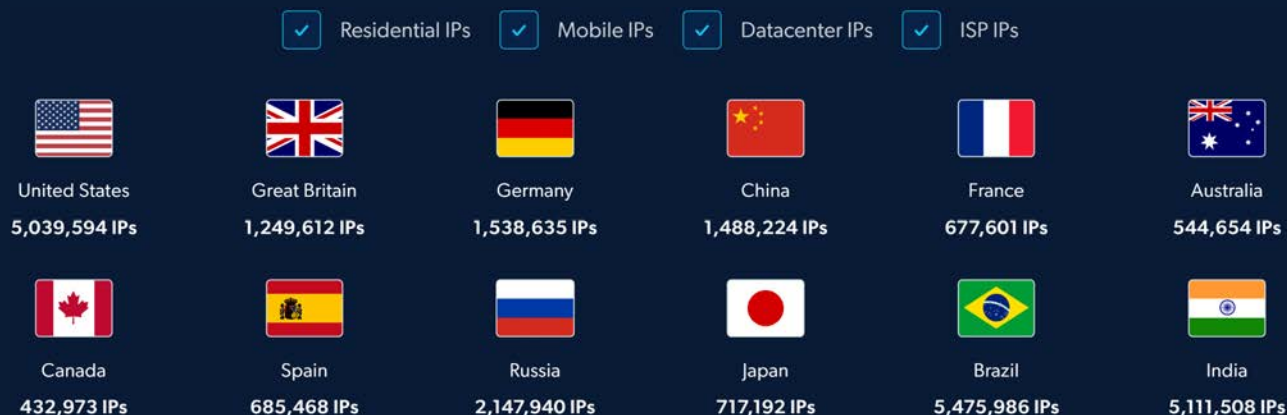 Residential IPs Mobile IPs Datacenter IPs ISP IPs
United States Great Britain Germany China France Australia
5,039,594 IPs 1,249,612 IPs 1,538,635 IPs 1,488,224 IPs 677,601 IPs 544,654 IPs
Canada Spain Russia Japan Brazil India
432,973 IPs 685,468 IPs 2,147,940 IPs 717,192 IPs 5,475,986 IPs 5,111,508 IPs